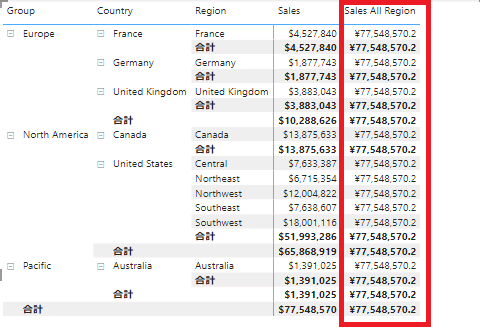 Group Country Region Sales Sales All Region
Europe France France $4,527,840 ¥77,548,570.2
合計 $4,527,840 ¥77,548,570.2
Germany Germany $1,877,743 ¥77,548,570.2
合計 $1,877,743 ¥77,548,570.2
United Kingdom United Kingdom $3,883,043 ¥77,548,570.2
合計 $3,883,043 ¥77,548,570.2
合計 $10,288,626 ¥77,548,570.2
North America Canada Canada $13,875,633 ¥77,548,570.2
合計 $13,875,633 ¥77,548,570.2
United States Central $7,633,387 ¥77,548,570.2
Northeast $6,715,354 ¥77,548,570.2
Northwest $12,004,822 ¥77,548,570.2
Southeast $7,638,607 ¥77,548,570.2
Southwest $18,001,116 ¥77,548,570.2
合計 $51,993,286 ¥77,548,570.2
合計 $65,868,919 ¥77,548,570.2
Pacific Australia Australia $1,391,025 ¥77,548,570.2
合計 $1,391,025 ¥77,548,570.2
合計 $1,391,025 ¥77,548,570.2
合計 $77,548,570 ¥77,548,570.2